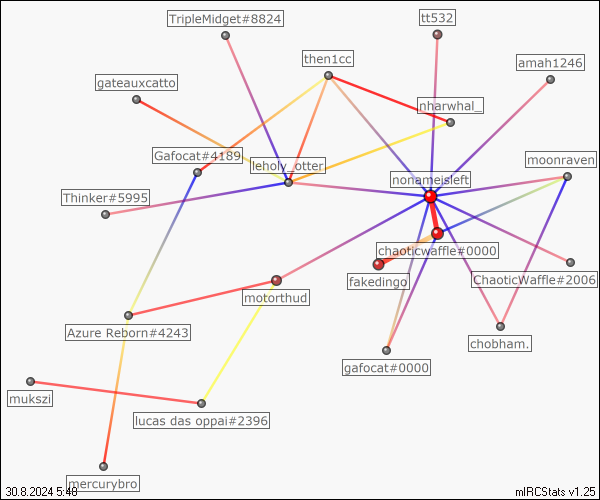 TripleMidget#8824
tt532
then1cc
amah1246
gateauxcatto
nharwhal_
Gafocat#4189
leholy_otter
moonraven
nonameisleft
Thinker#5995
chaoticwaffle#0000
fakedingo
ChaoticWaffle#2006
motorthud
Azure Reborn#4243
chobham.
gafocat#0000
mukszi
lucas das oppai#2396
mercurybro
30.8.2024 5:40
mIRCStats v1.25